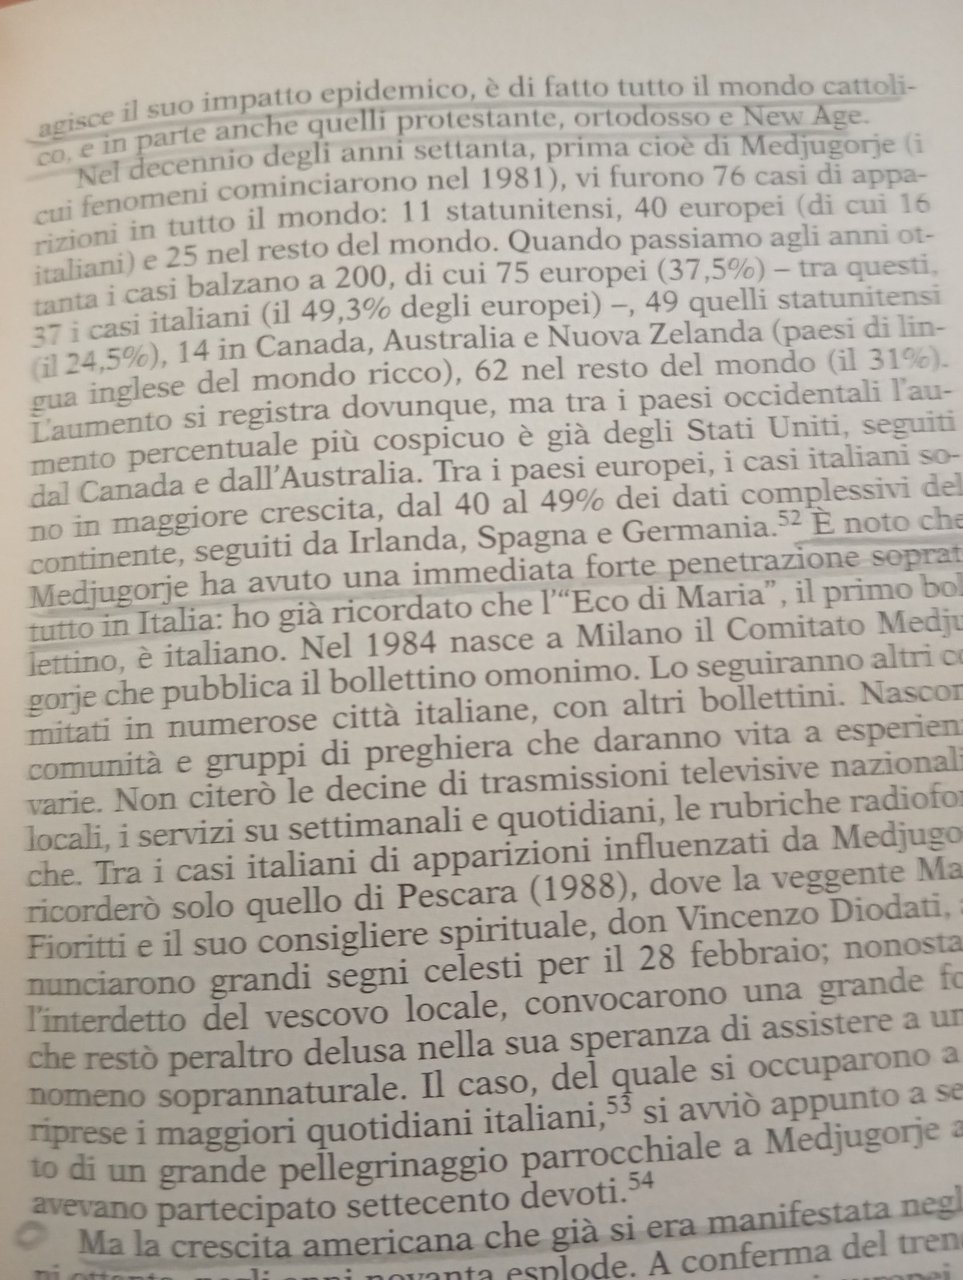 agisce il suo impatto epidemico, è di fatto tutto il mondo cattoli-
co, e in parte anche quelli protestante, ortodosso e New Age.
Nel decennio degli anni settanta, prima cioè di Medjugorje (i
cui fenomeni cominciarono nel 1981), vi furono 76 casi di appa-
rizioni in tutto il mondo: 11 statunitensi, 40 europei (di cui 16
italiani) e 25 nel resto del mondo. Quando passiamo agli anni ot-
tanta i casi balzano a 200, di cui 75 europei (37,5%) – tra questi,
37 i casi italiani (il 49,3% degli europei) –, 49 quelli statunitensi
(il 24,5%), 14 in Canada, Australia e Nuova Zelanda (paesi di lin-
gua inglese del mondo ricco), 62 nel resto del mondo (il 31%).
L'aumento si registra dovunque, ma tra i paesi occidentali l'au-
mento percentuale più cospicuo è già degli Stati Uniti, seguiti
dal Canada e dall'Australia. Tra i paesi europei, i casi italiani so-
no in maggiore crescita, dal 40 al 49% dei dati complessivi del
continente, seguiti da Irlanda, Spagna e Germania.52 È noto che
Medjugorje ha avuto una immediata forte penetrazione soprat
tutto in Italia: ho già ricordato che l'“Eco di Maria”, il primo bol
lettino, è italiano. Nel 1984 nasce a Milano il Comitato Medju
gorje che pubblica il bollettino omonimo. Lo seguiranno altri co
mitati in numerose città italiane, con altri bollettini. Nascon
comunità e gruppi di preghiera che daranno vita a esperien
varie. Non citerò le decine di trasmissioni televisive nazionali
locali, i servizi su settimanali e quotidiani, le rubriche radiofo
che. Tra i casi italiani di apparizioni influenzati da Medjugo
ricorderò solo quello di Pescara (1988), dove la veggente Ma
Fioritti e il suo consigliere spirituale, don Vincenzo Diodati,
nunciarono grandi segni celesti per il 28 febbraio; nonosta
l'interdetto del vescovo locale, convocarono una grande fo
che restò peraltro delusa nella sua speranza di assistere a un
nomeno soprannaturale. Il caso, del quale si occuparono a
riprese i maggiori quotidiani italiani,53 si avviò appunto a se
to di un grande pellegrinaggio parrocchiale a Medjugorje a
avevano partecipato settecento devoti.54
Ma la crescita americana che già si era manifestata negl
ni ottanta, negli anni novanta esplode. A conferma del tren